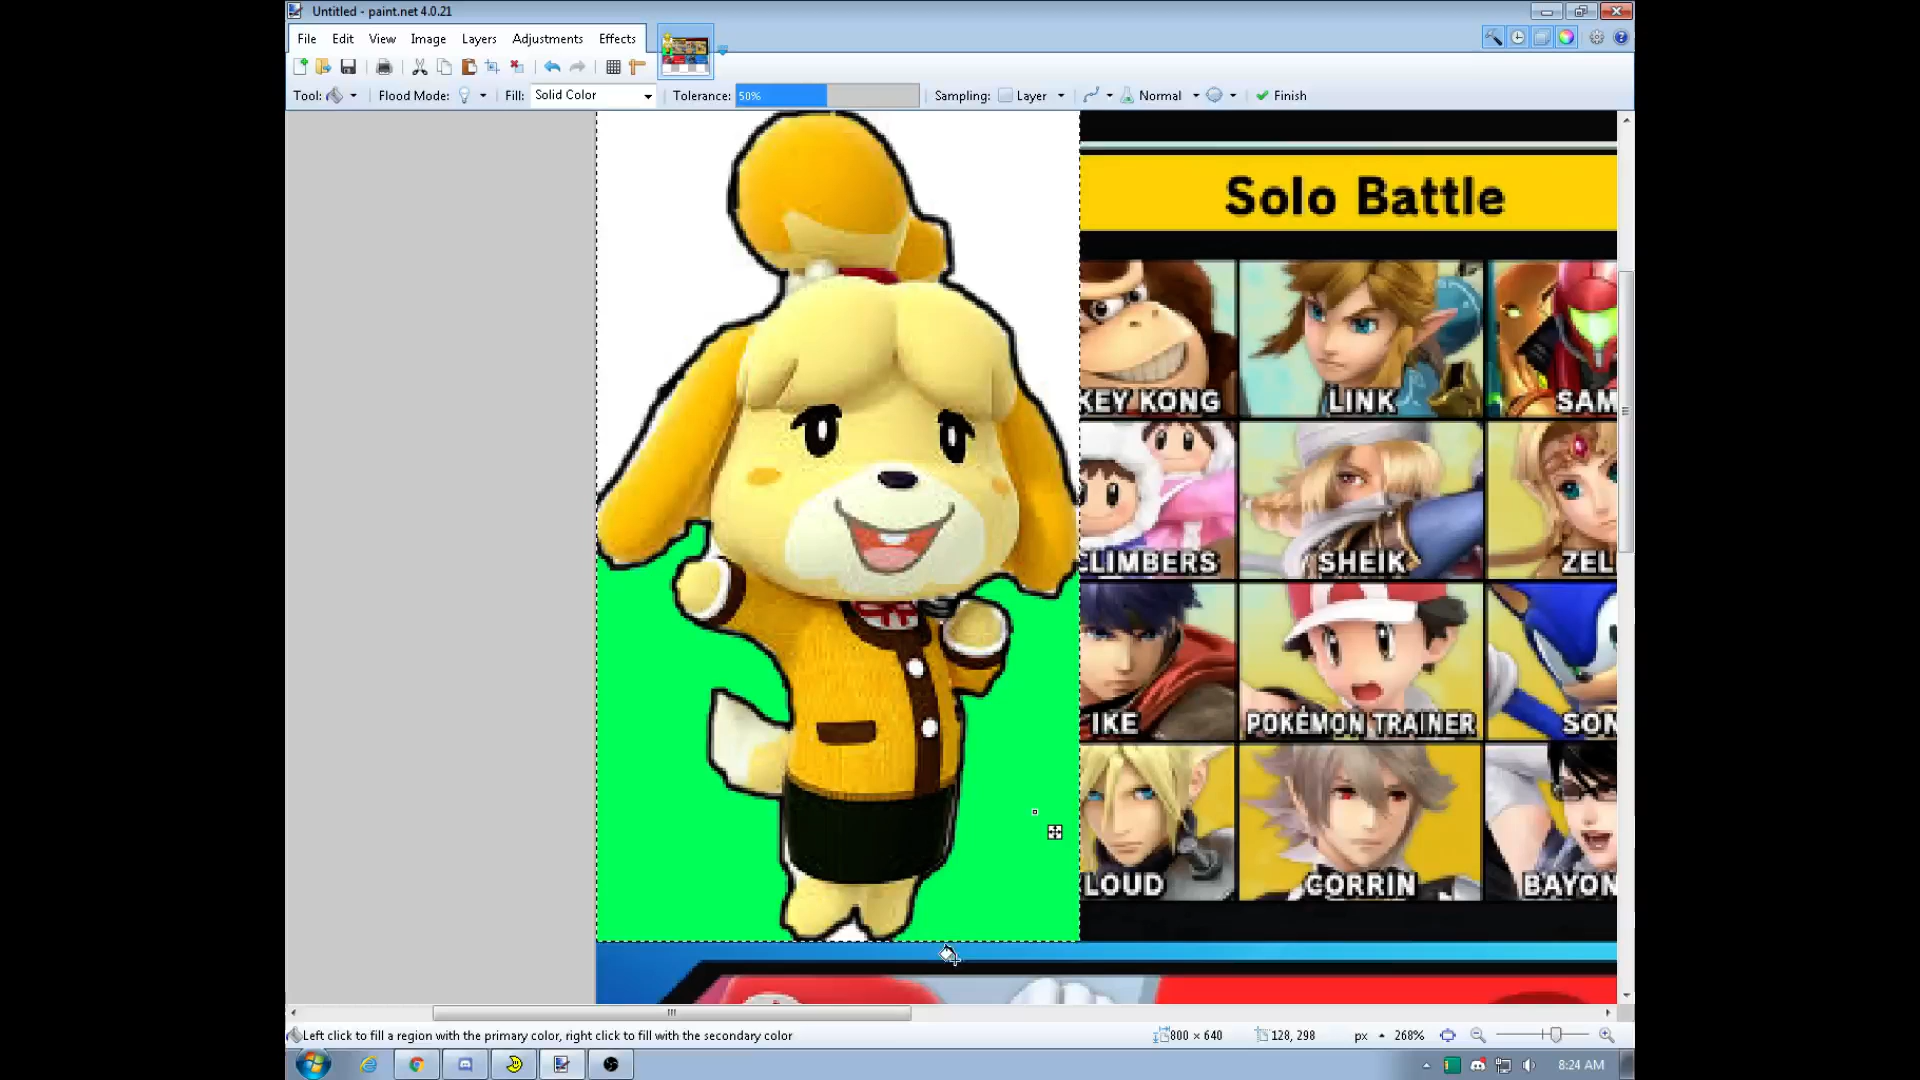 Untitled - paint.net 4.0.21
File Edit View Image Layers Adjustments Effects
Tool: Flood Mode: Fill: Solid Color Tolerance: 50% Sampling: Layer Normal Finish
Solo Battle
KEY KONG LINK SAM
CLIMBERS SHEIK ZEL
IKE POKÉMON TRAINER SON
LOUD CORRIN BAYON
Left click to fill a region with the primary color, right click to fill with the secondary color 800 × 640 128, 298 px 268%
8:24 AM